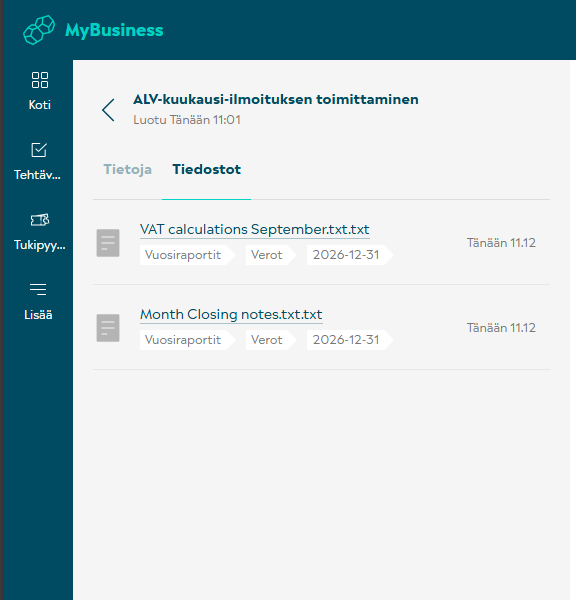 MyBusiness
Koti
Tehtäv...
Tukipyy...
Lisää
ALV-kuukausi-ilmoituksen toimittaminen
Luotu Tänään 11:01
Tietoja Tiedostot
VAT calculations September.txt.txt
Vuosiraportit Verot 2026-12-31
Tänään 11.12
Month Closing notes.txt.txt
Vuosiraportit Verot 2026-12-31
Tänään 11.12